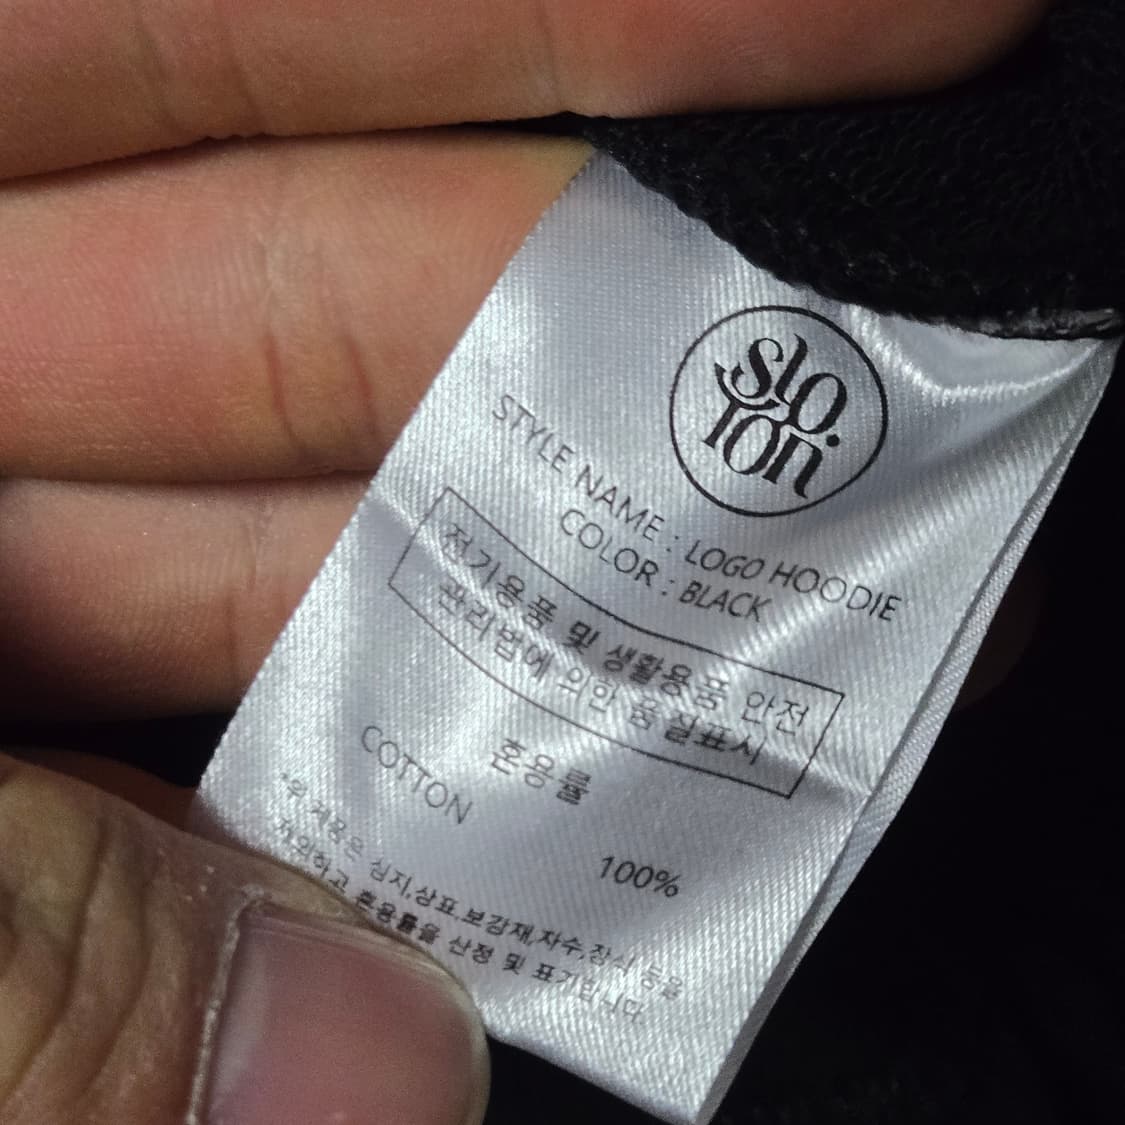 slo
Ton
STYLE NAME : LOGO HOODIE
COLOR : BLACK
전기용품 및 생활용품 안전
관리법에 의한 품질표시
혼용률
COTTON 100%
*위 제품은 심지,상표,보강재,자수,장식 등을
제외하고 혼용률을 산정 및 표기합니다.